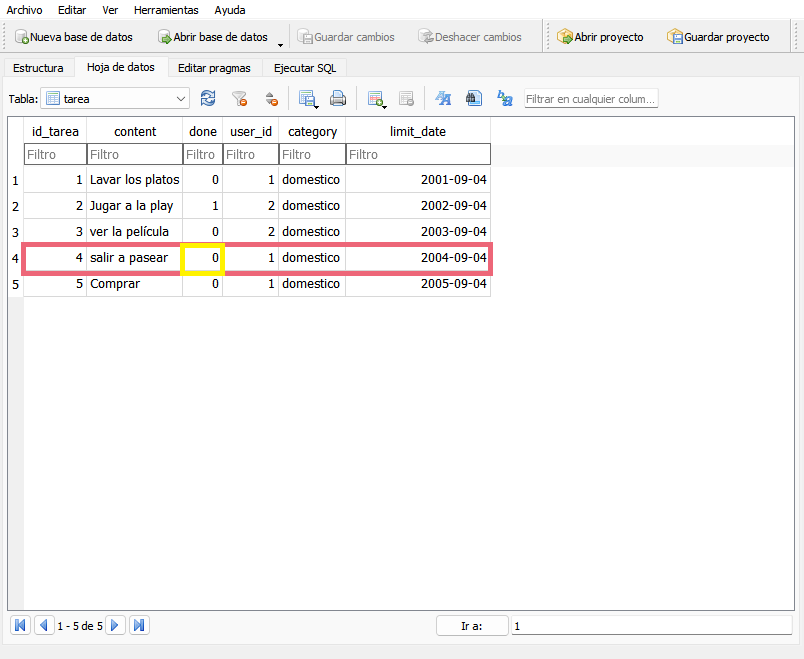 Archivo Editar Ver Herramientas Ayuda
Nueva base de datos Abrir base de datos Guardar cambios Deshacer cambios Abrir proyecto Guardar proyecto
Estructura Hoja de datos Editar pragmas Ejecutar SQL
Tabla: tarea Filtrar en cualquier colum...
id_tarea content done user_id category limit_date
Filtro Filtro Filtro Filtro Filtro Filtro
1 1 Lavar los platos 0 1 domestico 2001-09-04
2 2 Jugar a la play 1 2 domestico 2002-09-04
3 3 ver la película 0 2 domestico 2003-09-04
4 4 salir a pasear 0 1 domestico 2004-09-04
5 5 Comprar 0 1 domestico 2005-09-04
1 - 5 de 5 Ir a: 1